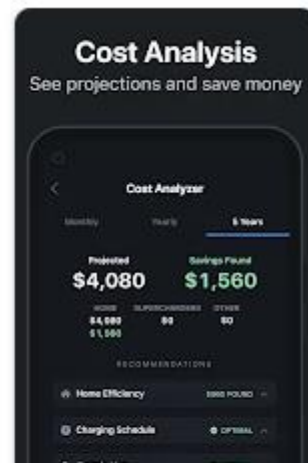 Cost Analysis
See projections and save money
Cost Analyzer
Monthly Yearly 5 Years
Projected Savings Found
$4,080 $1,560
HOME SUPERCHARGERS OTHER
$4,080 $0 $0
$1,560
RECOMMENDATIONS
Home Efficiency FOUND
Charging Schedule OPTIMAL